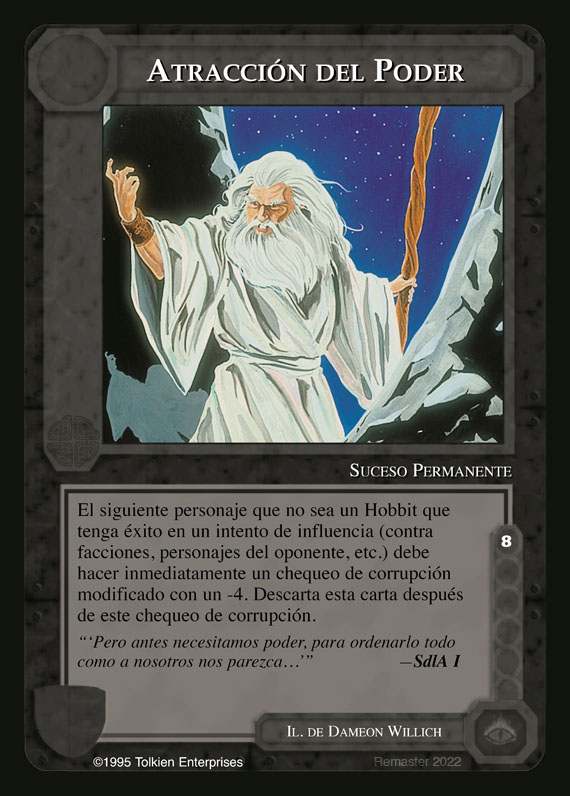 Atracción del Poder
Suceso Permanente
El siguiente personaje que no sea un Hobbit que
tenga éxito en un intento de influencia (contra
facciones, personajes del oponente, etc.) debe
hacer inmediatamente un chequeo de corrupción
modificado con un -4. Descarta esta carta después
de este chequeo de corrupción.
8
“‘Pero antes necesitamos poder, para ordenarlo todo
como a nosotros nos parezca…’” —SdlA I
Il. de Dameon Willich
©1995 Tolkien Enterprises
Remaster 2022